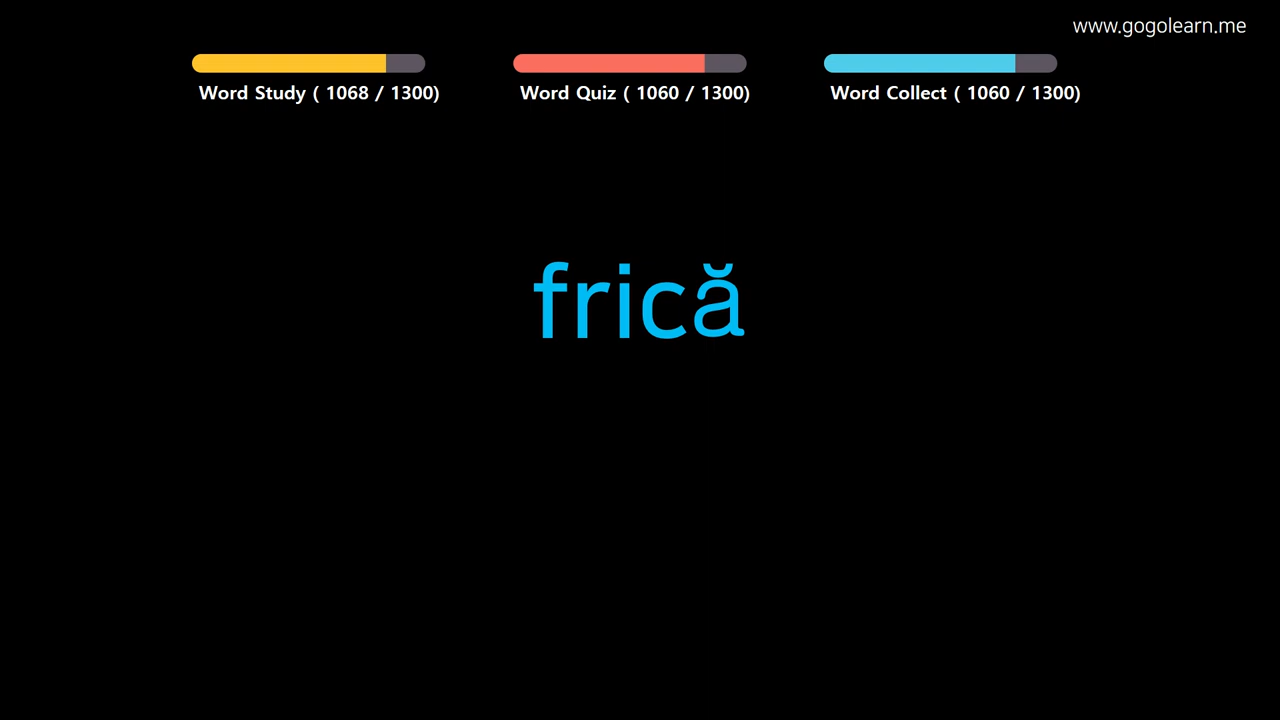 www.gogolearn.me
Word Study ( 1068 / 1300)
Word Quiz ( 1060 / 1300)
Word Collect ( 1060 / 1300)
frică